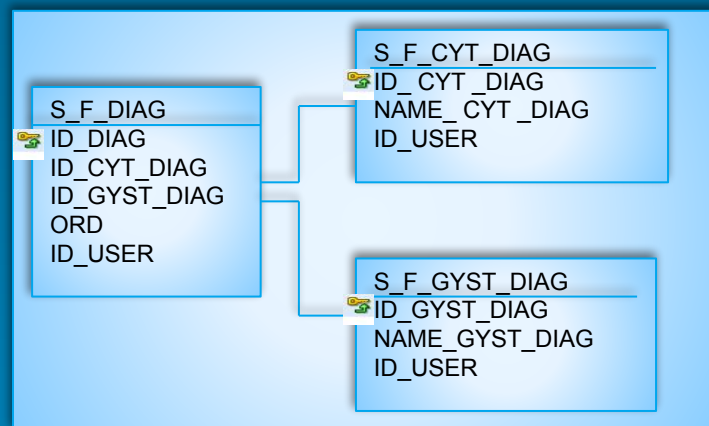 S_F_DIAG
ID_DIAG
ID_CYT_DIAG
ID_GYST_DIAG
ORD
ID_USER
S_F_CYT_DIAG
ID_ CYT _DIAG
NAME_ CYT _DIAG
ID_USER
S_F_GYST_DIAG
ID_GYST_DIAG
NAME_GYST_DIAG
ID_USER